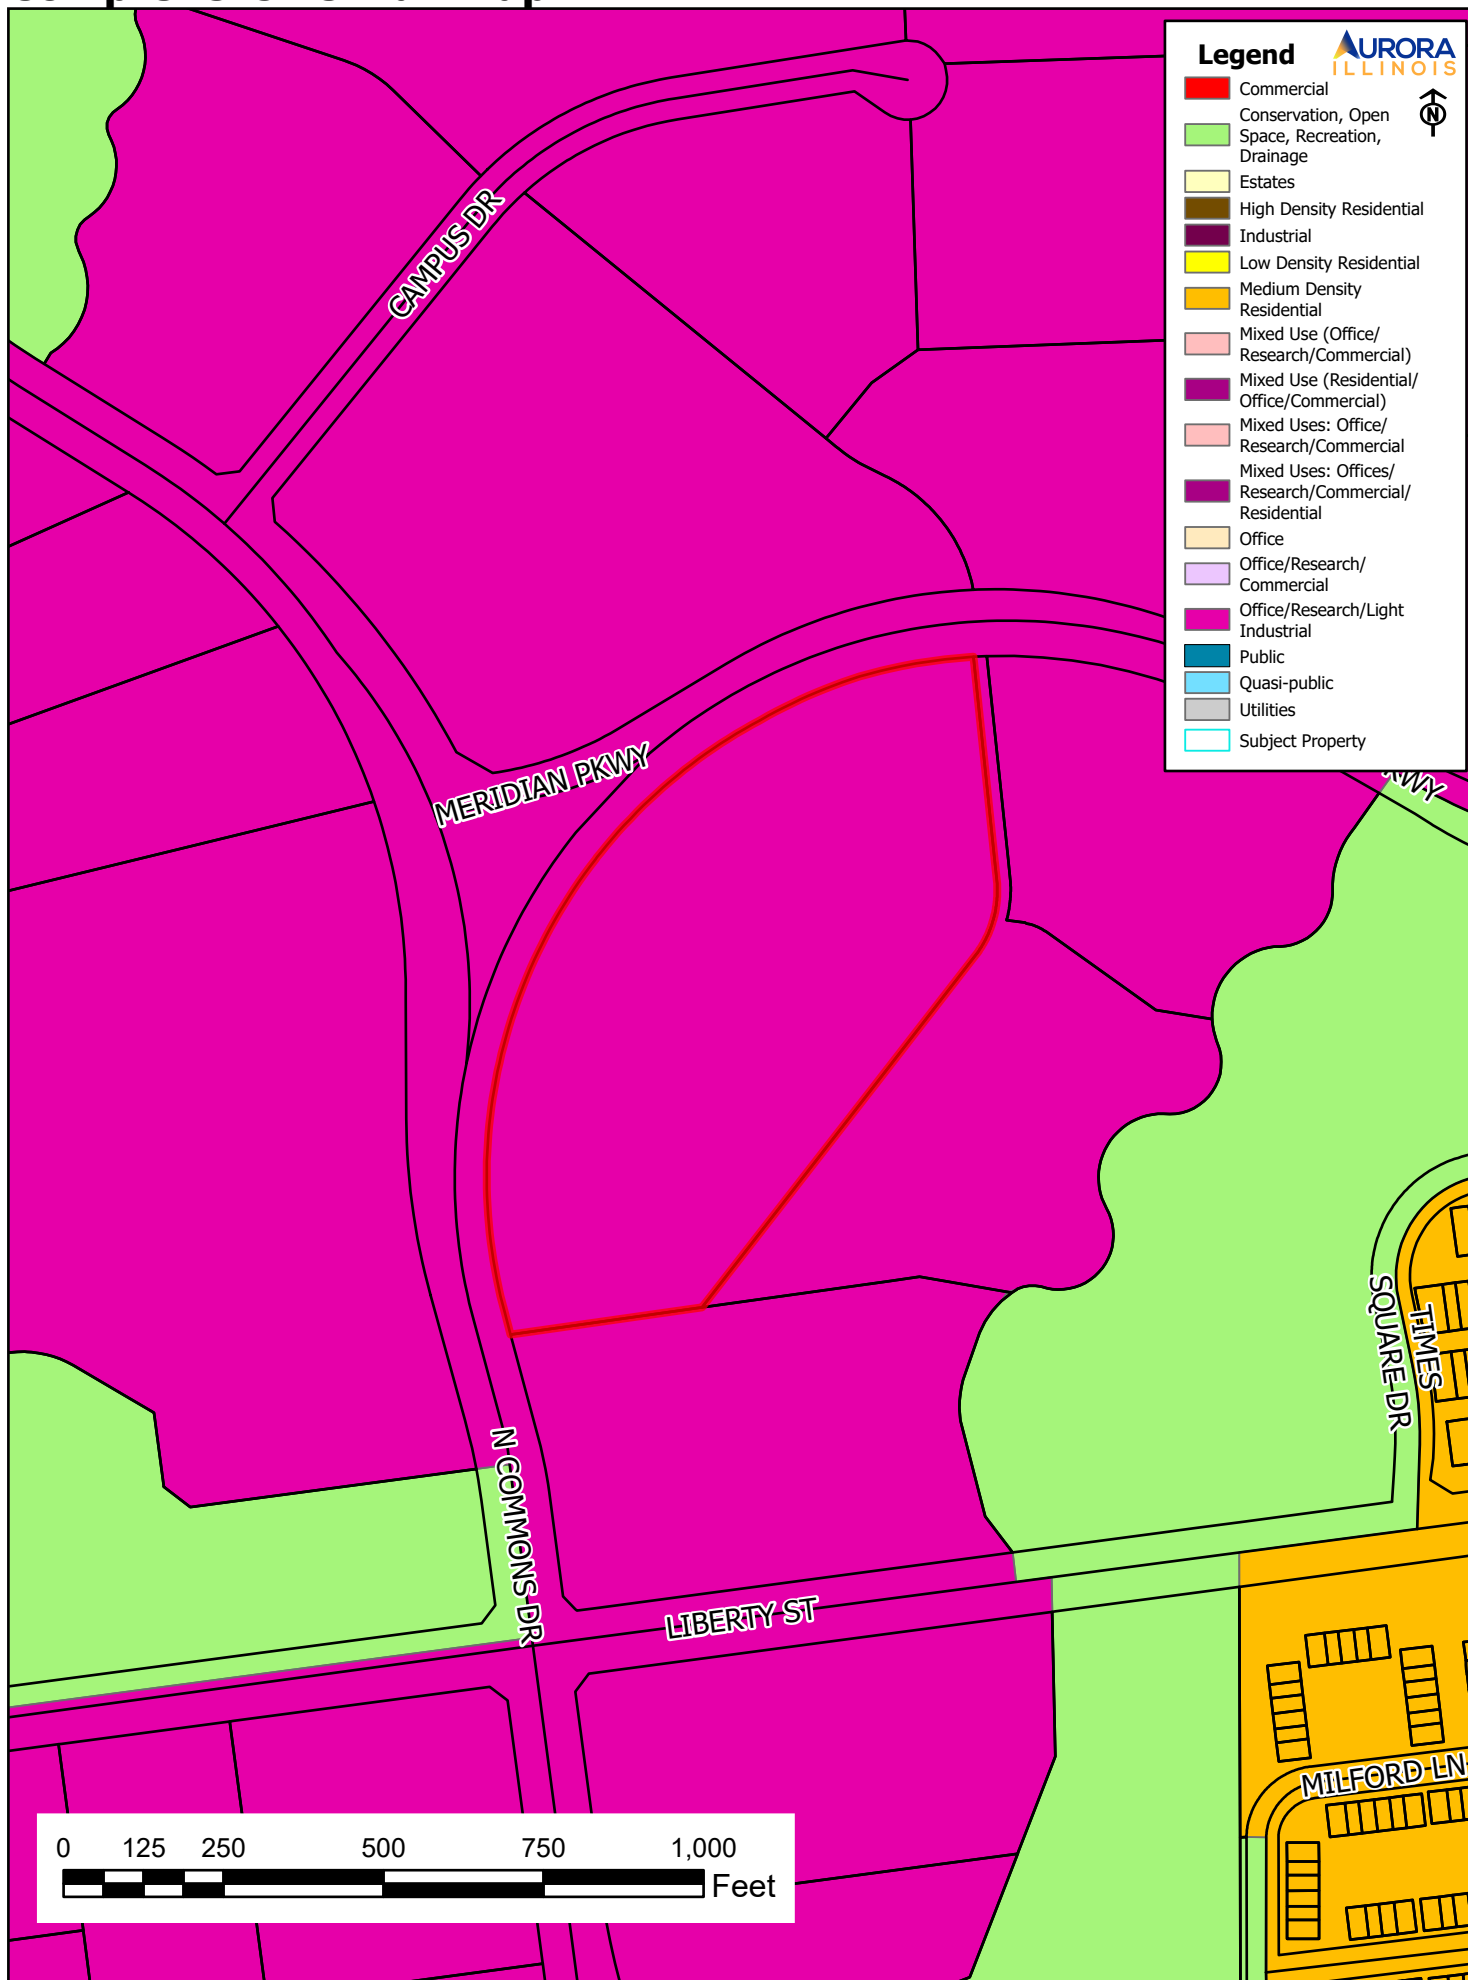 Legend
AURORA
ILLINOIS
N
Commercial
Conservation, Open
Space, Recreation,
Drainage
Estates
High Density Residential
Industrial
Low Density Residential
Medium Density
Residential
Mixed Use (Office/
Research/Commercial)
Mixed Use (Residential/
Office/Commercial)
Mixed Uses: Office/
Research/Commercial
Mixed Uses: Offices/
Research/Commercial/
Residential
Office
Office/Research/
Commercial
Office/Research/Light
Industrial
Public
Quasi-public
Utilities
Subject Property
CAMPUS DR
MERIDIAN PKWY
TIMES
SQUARE DR
N COMMONS DR
LIBERTY ST
MILFORD LN
0 125 250 500 750 1,000
Feet